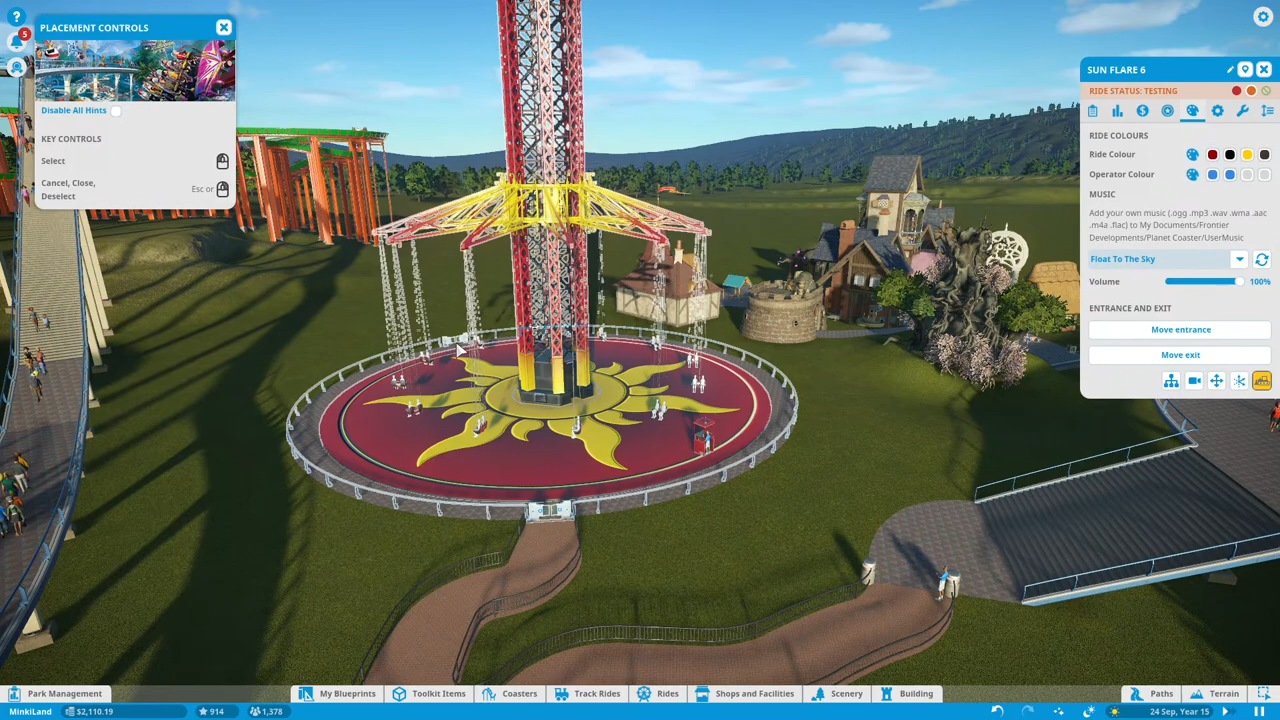 ?
5
PLACEMENT CONTROLS
Disable All Hints
KEY CONTROLS
Select
Cancel, Close,
Deselect
Esc or
SUN FLARE 6
RIDE STATUS: TESTING
RIDE COLOURS
Ride Colour
Operator Colour
MUSIC
Add your own music (.ogg .mp3 .wav .wma .aac
.m4a .flac) to My Documents/Frontier
Developments/Planet Coaster/UserMusic
Float To The Sky
Volume 100%
ENTRANCE AND EXIT
Move entrance
Move exit
Park Management My Blueprints Toolkit Items Coasters Track Rides Rides Shops and Facilities Scenery Building Paths Terrain
MinkiLand $2,110.19 914 1,378 24 Sep, Year 15